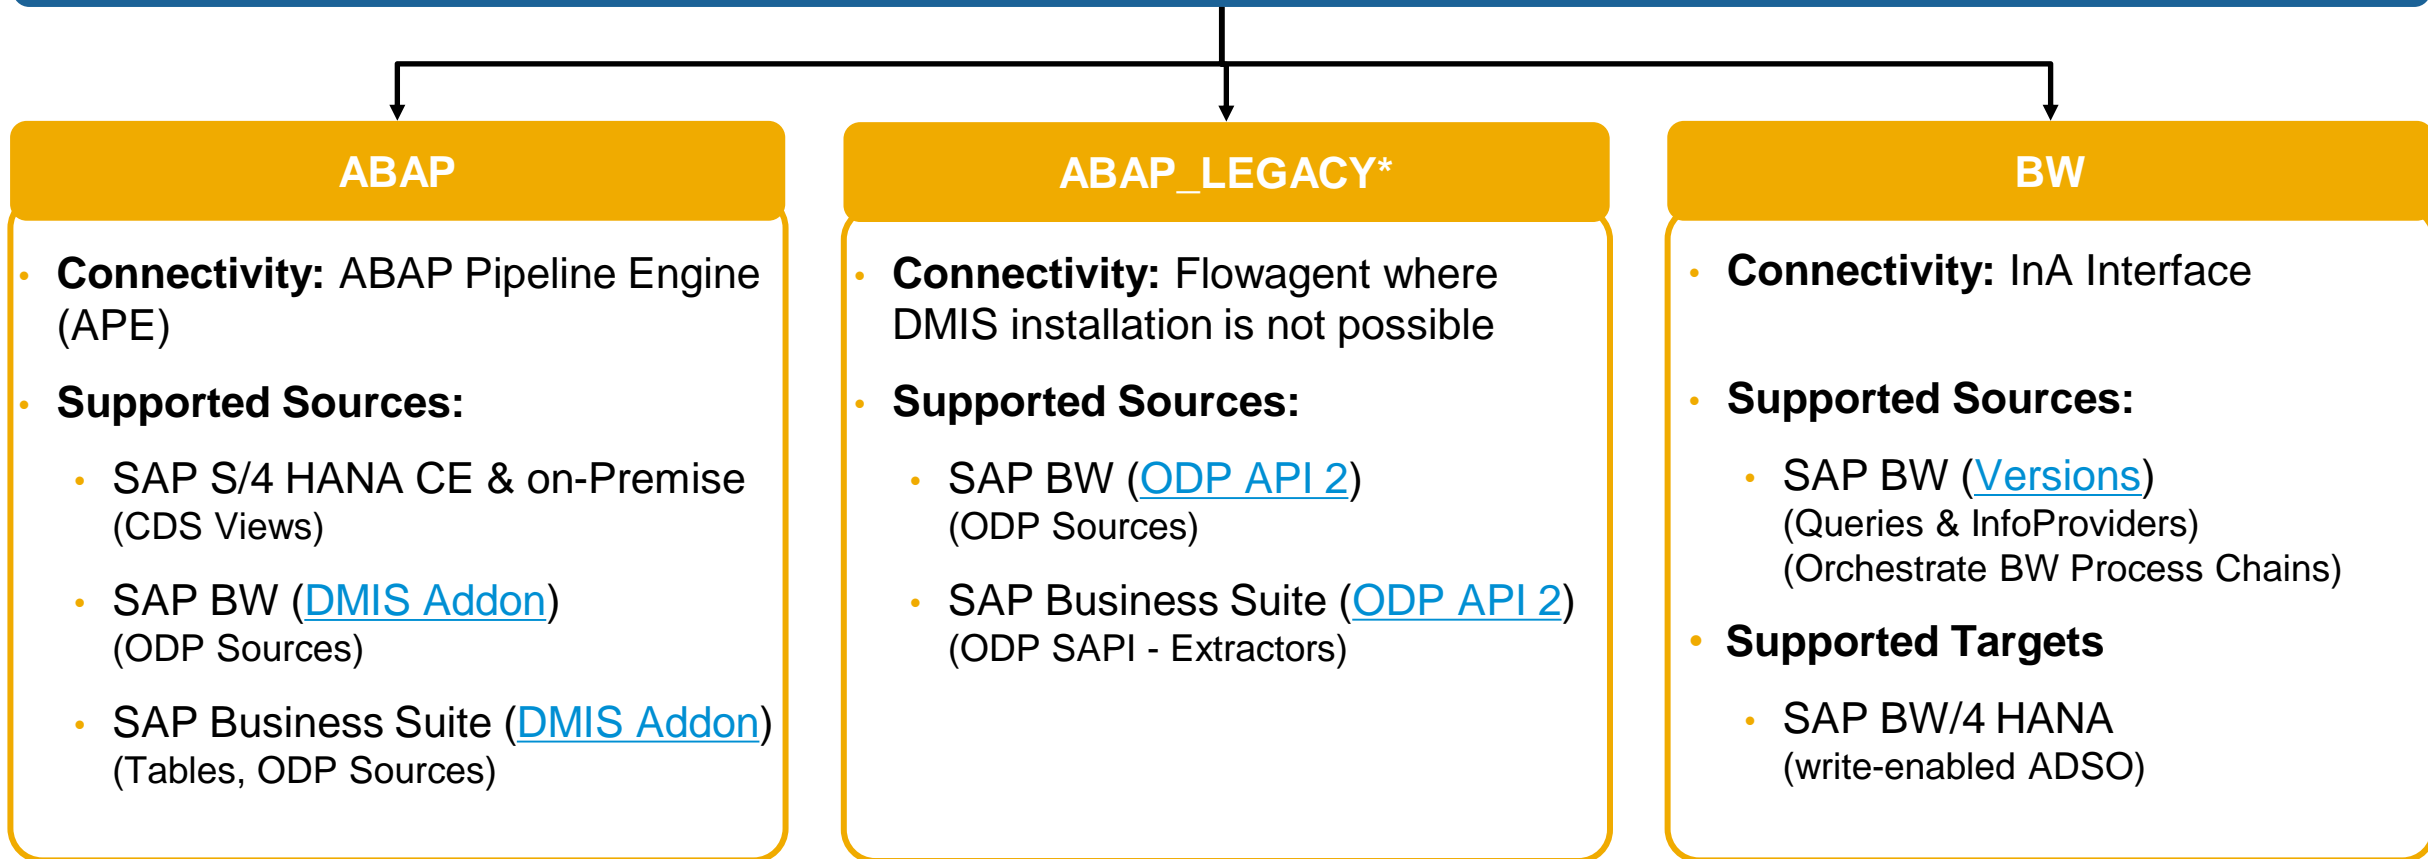 ABAP
• Connectivity: ABAP Pipeline Engine
(APE)
• Supported Sources:
• SAP S/4 HANA CE & on-Premise
(CDS Views)
• SAP BW (DMIS Addon)
(ODP Sources)
• SAP Business Suite (DMIS Addon)
(Tables, ODP Sources)
ABAP_LEGACY*
• Connectivity: Flowagent where
DMIS installation is not possible
• Supported Sources:
• SAP BW (ODP API 2)
(ODP Sources)
• SAP Business Suite (ODP API 2)
(ODP SAPI - Extractors)
BW
• Connectivity: InA Interface
• Supported Sources:
• SAP BW (Versions)
(Queries & InfoProviders)
(Orchestrate BW Process Chains)
• Supported Targets
• SAP BW/4 HANA
(write-enabled ADSO)